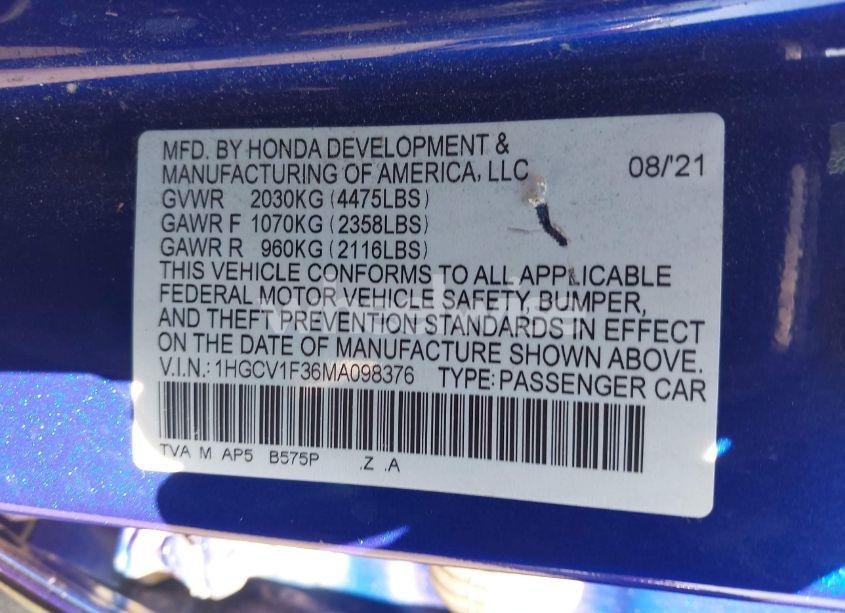 MFD. BY HONDA DEVELOPMENT &
MANUFACTURING OF AMERICA, LLC 08/'21
GVWR 2030KG (4475LBS)
GAWR F 1070KG (2358LBS)
GAWR R 960KG (2116LBS)
THIS VEHICLE CONFORMS TO ALL APPLICABLE
FEDERAL MOTOR VEHICLE SAFETY, BUMPER,
AND THEFT PREVENTION STANDARDS IN EFFECT
ON THE DATE OF MANUFACTURE SHOWN ABOVE.
V.I.N.: 1HGCV1F36MA098376 TYPE: PASSENGER CAR
TVA M AP5 B575P .Z .A